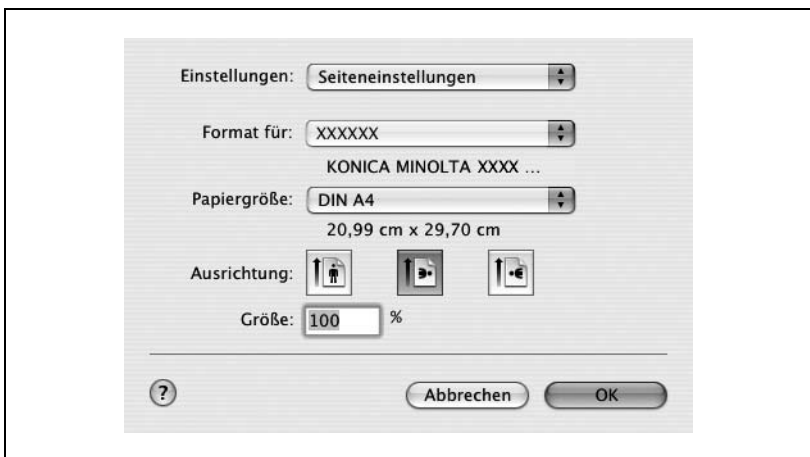 Einstellungen: Seiteneinstellungen
Format für: XXXXXX
KONICA MINOLTA XXXX ...
Papiergröße: DIN A4
20,99 cm x 29,70 cm
Ausrichtung:
Größe: 100 %
? Abbrechen OK